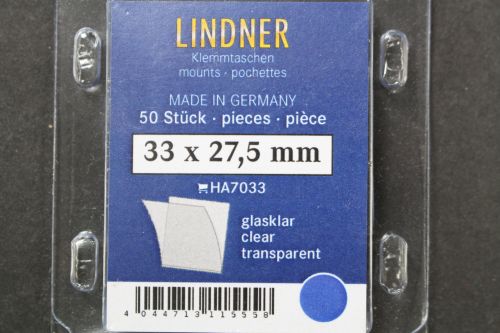 LINDNER
Klemmtaschen
mounts · pochettes
MADE IN GERMANY
50 Stück · pieces · pièce
33 x 27,5 mm
HA7033
glasklar
clear
transparent
4 044713 115558